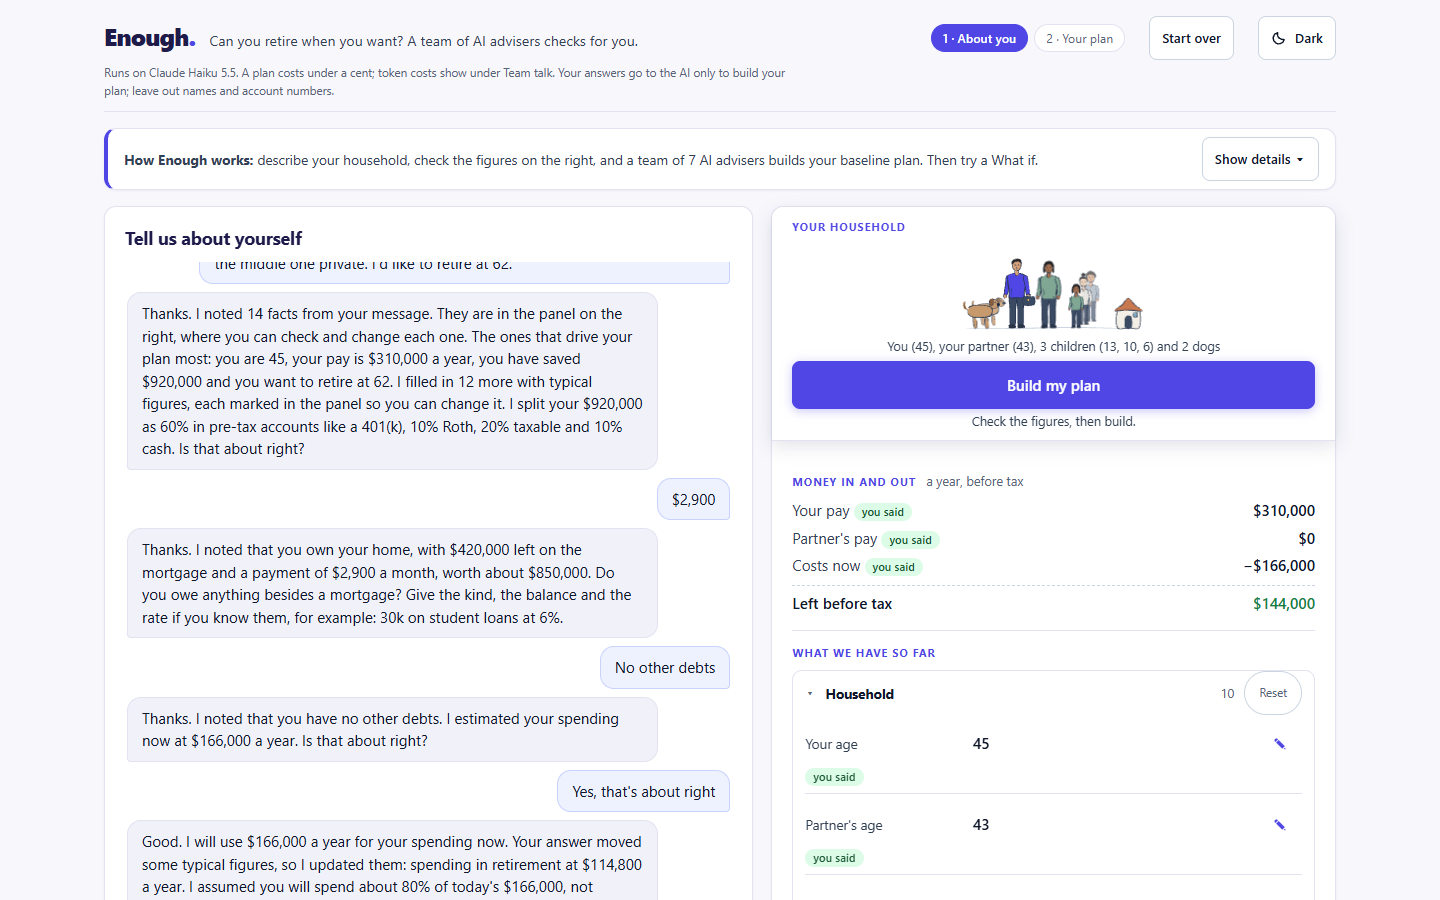 Enough. Can you retire when you want? A team of AI advisers checks for you.
1 · About you
2 · Your plan
Start over
Dark
Runs on Claude Haiku 5.5. A plan costs under a cent; token costs show under Team talk. Your answers go to the AI only to build your
plan; leave out names and account numbers.
How Enough works: describe your household, check the figures on the right, and a team of 7 AI advisers builds your baseline plan. Then try a What if.
Show details
Tell us about yourself
the middle one private. I'd like to retire at 62.
Thanks. I noted 14 facts from your message. They are in the panel on the
right, where you can check and change each one. The ones that drive your
plan most: you are 45, your pay is $310,000 a year, you have saved
$920,000 and you want to retire at 62. I filled in 12 more with typical
figures, each marked in the panel so you can change it. I split your $920,000
as 60% in pre-tax accounts like a 401(k), 10% Roth, 20% taxable and 10%
cash. Is that about right?
$2,900
Thanks. I noted that you own your home, with $420,000 left on the
mortgage and a payment of $2,900 a month, worth about $850,000. Do
you owe anything besides a mortgage? Give the kind, the balance and the
rate if you know them, for example: 30k on student loans at 6%.
No other debts
Thanks. I noted that you have no other debts. I estimated your spending
now at $166,000 a year. Is that about right?
Yes, that's about right
Good. I will use $166,000 a year for your spending now. Your answer moved
some typical figures, so I updated them: spending in retirement at $114,800
a year. I assumed you will spend about 80% of today's $166,000, not
YOUR HOUSEHOLD
You (45), your partner (43), 3 children (13, 10, 6) and 2 dogs
Build my plan
Check the figures, then build.
MONEY IN AND OUT a year, before tax
Your pay you said $310,000
Partner's pay you said $0
Costs now you said −$166,000
Left before tax $144,000
WHAT WE HAVE SO FAR
Household 10 Reset
Your age 45
you said
Partner's age 43
you said